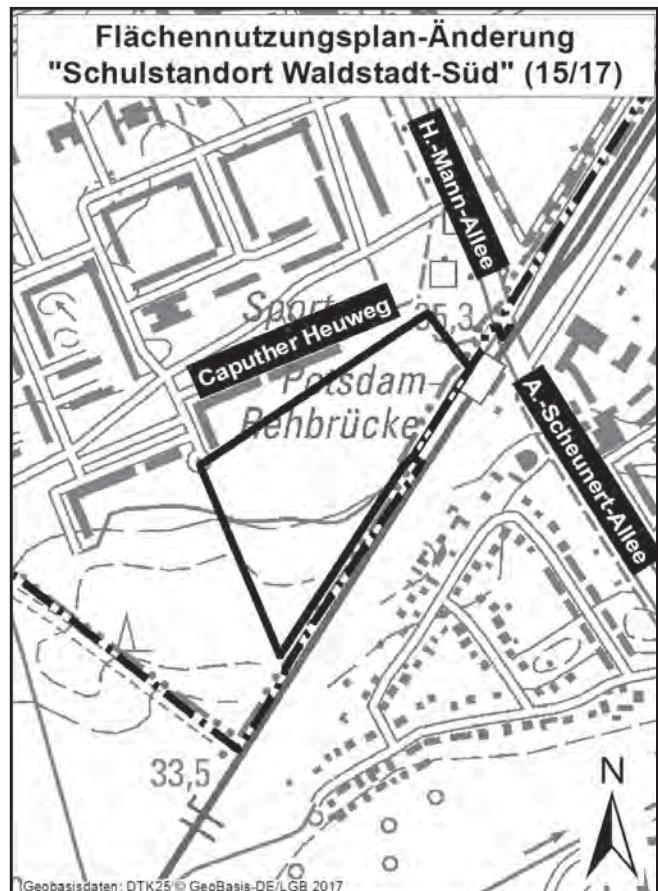 Flächennutzungsplan-Änderung
"Schulstandort Waldstadt-Süd" (15/17)
H.-Mann-Allee
35,3
Caputher Heuweg
Potsdam-
Rehbrücke
A.-Scheunert-Allee
33,5
N
Geobasisdaten: DTK25 © GeoBasis-DE/LGB 2017